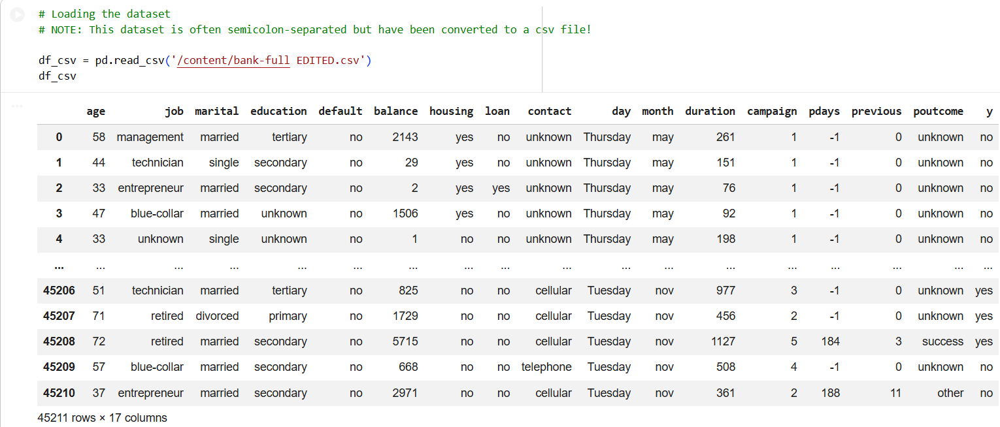 # Loading the dataset
# NOTE: This dataset is often semicolon-separated but have been converted to a csv file!
df_csv = pd.read_csv('/content/bank-full EDITED.csv')
df_csv
age job marital education default balance housing loan contact day month duration campaign pdays previous poutcome y
0 58 management married tertiary no 2143 yes no unknown Thursday may 261 1 -1 0 unknown no
1 44 technician single secondary no 29 yes no unknown Thursday may 151 1 -1 0 unknown no
2 33 entrepreneur married secondary no 2 yes yes unknown Thursday may 76 1 -1 0 unknown no
3 47 blue-collar married unknown no 1506 yes no unknown Thursday may 92 1 -1 0 unknown no
4 33 unknown single unknown no 1 no no unknown Thursday may 198 1 -1 0 unknown no
... ... ... ... ... ... ... ... ... ... ... ... ... ... ... ... ... ...
45206 51 technician married tertiary no 825 no no cellular Tuesday nov 977 3 -1 0 unknown yes
45207 71 retired divorced primary no 1729 no no cellular Tuesday nov 456 2 -1 0 unknown yes
45208 72 retired married secondary no 5715 no no cellular Tuesday nov 1127 5 184 3 success yes
45209 57 blue-collar married secondary no 668 no no telephone Tuesday nov 508 4 -1 0 unknown no
45210 37 entrepreneur married secondary no 2971 no no cellular Tuesday nov 361 2 188 11 other no
45211 rows × 17 columns